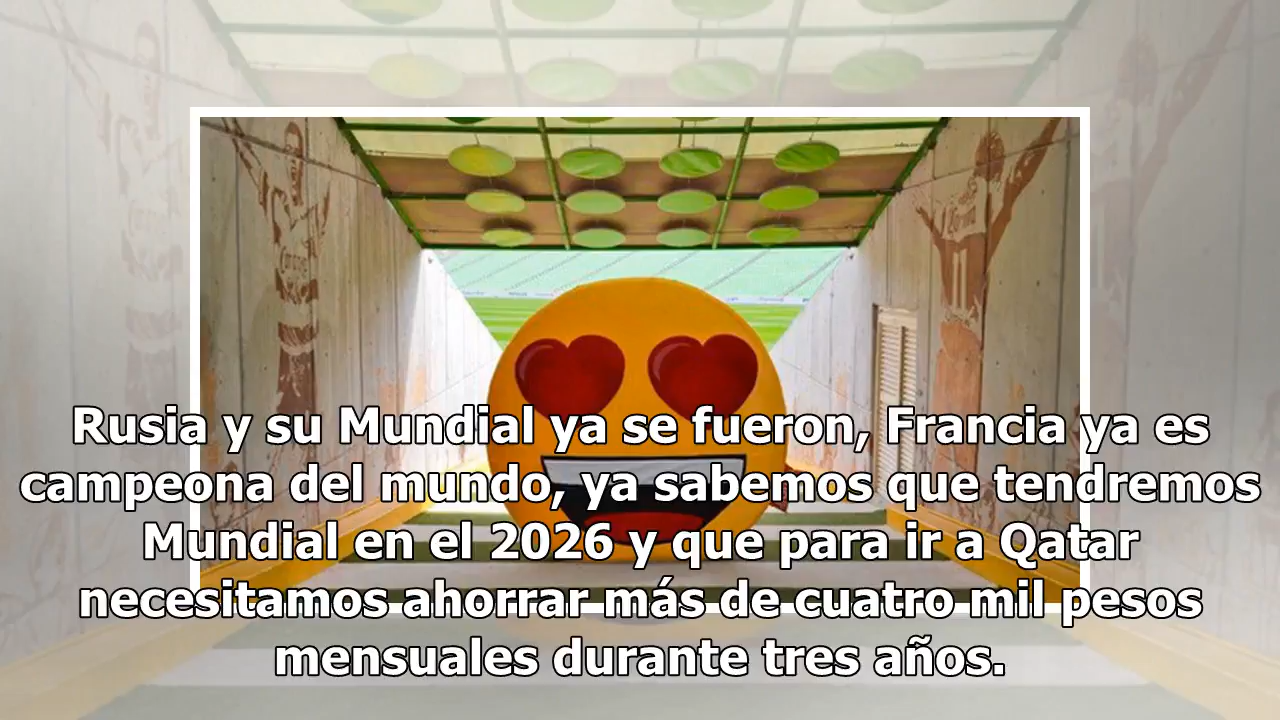 Rusia y su Mundial ya se fueron, Francia ya es
campeona del mundo, ya sabemos que tendremos
Mundial en el 2026 y que para ir a Qatar
necesitamos ahorrar más de cuatro mil pesos
mensuales durante tres años.